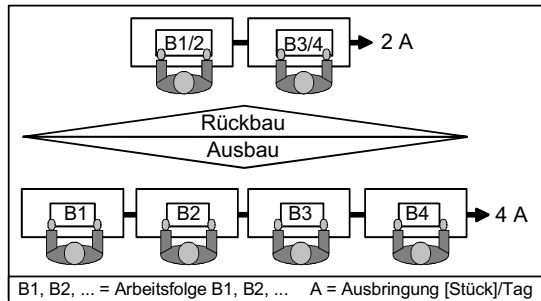 B1/2 B3/4 2 A
Rückbau
Ausbau
B1 B2 B3 B4 4 A
B1, B2, ... = Arbeitsfolge B1, B2, ... A = Ausbringung [Stück]/Tag